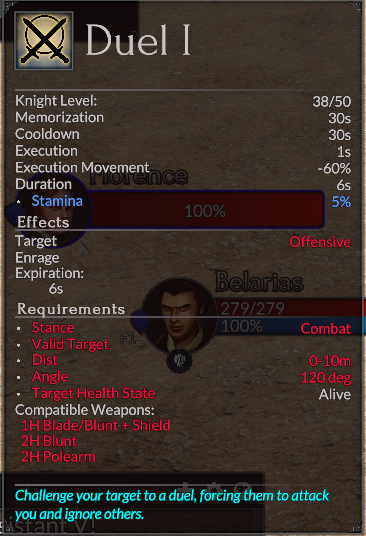 Duel I
Knight Level: 38/50
Memorization 30s
Cooldown 30s
Execution 1s
Execution Movement -60%
Florence
Duration 6s
• Stamina 5%
100%
Effects
Target Offensive
Enrage
Expiration:
6s
Belarias
279/279
Requirements
• Stance Combat
100%
F1
• Valid Target
• Dist 0-10m
• Angle 120 deg
• Target Health State Alive
Compatible Weapons:
1H Blade/Blunt + Shield
2H Blunt
2H Polearm
Challenge your target to a duel, forcing them to attack
you and ignore others.